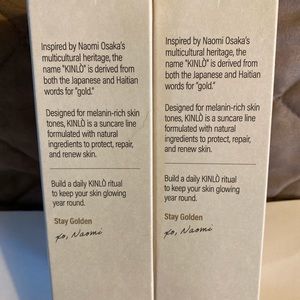 Inspired by Naomi Osaka's
multicultural heritage, the
name "KINLÒ" is derived from
both the Japanese and Haitian
words for "gold."
Designed for melanin-rich skin
tones, KINLÒ is a suncare line
formulated with natural
ingredients to protect, repair,
and renew skin.
Build a daily KINLÒ ritual
to keep your skin glowing
year round.
Stay Golden
xo, Naomi
Inspired by Naomi Osaka's
multicultural heritage, the
name "KINLÒ" is derived from
both the Japanese and Haitian
words for "gold."
Designed for melanin-rich skin
tones, KINLÒ is a suncare line
formulated with natural
ingredients to protect, repair,
and renew skin.
Build a daily KINLÒ ritual
to keep your skin glowing
year round.
Stay Golden
xo, Naomi